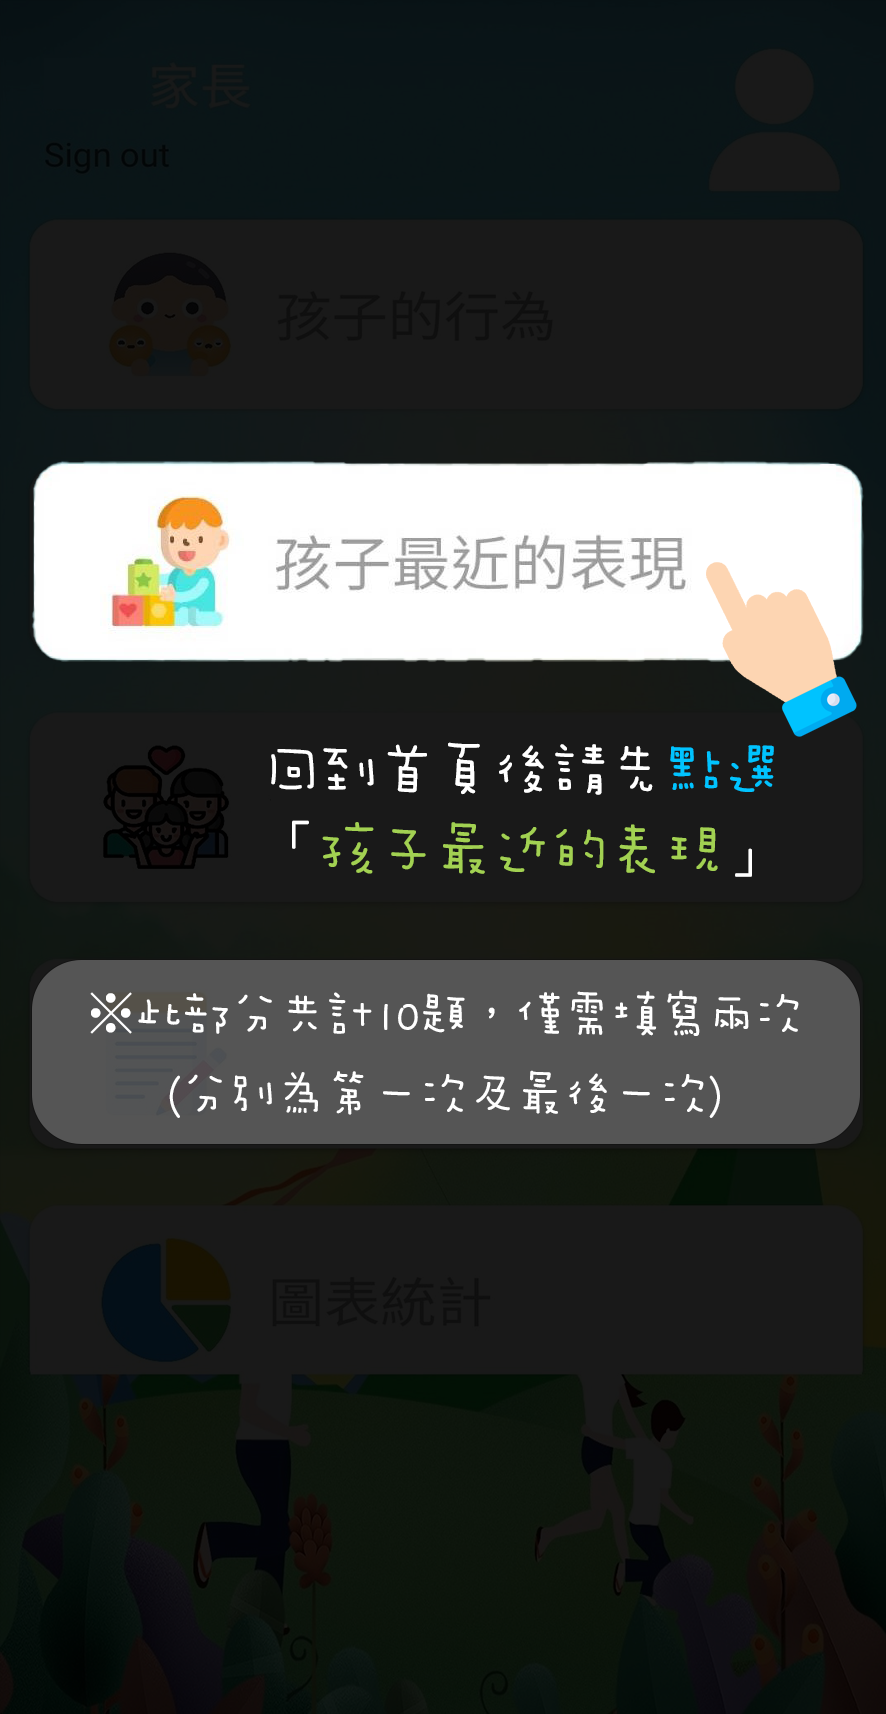 家長
Sign out
孩子的行為
孩子最近的表現
回到首頁後請先點選
「孩子最近的表現」
※此部分共計10題，僅需填寫兩次
(分別為第一次及最後一次)
圖表統計